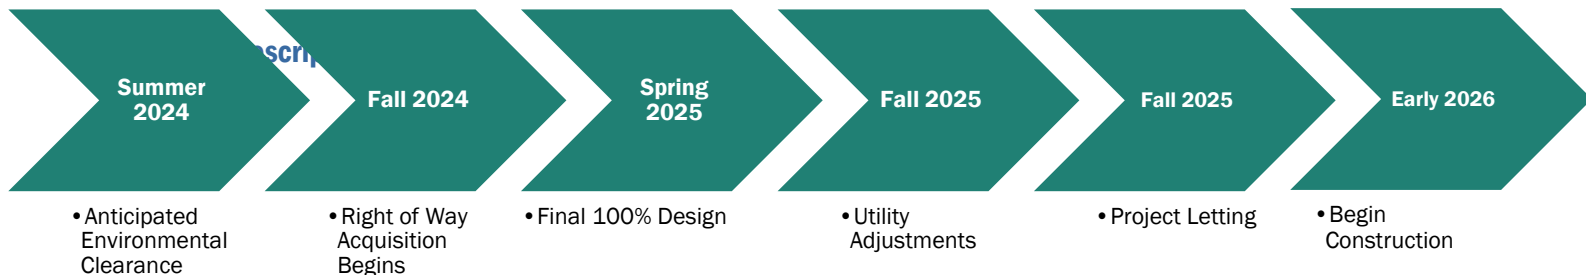 Summer
2024
Fall 2024
Spring
2025
Fall 2025
Fall 2025
Early 2026
•Anticipated
Environmental
Clearance
•Right of Way
Acquisition
Begins
•Final 100% Design
•Utility
Adjustments
•Project Letting
•Begin
Construction